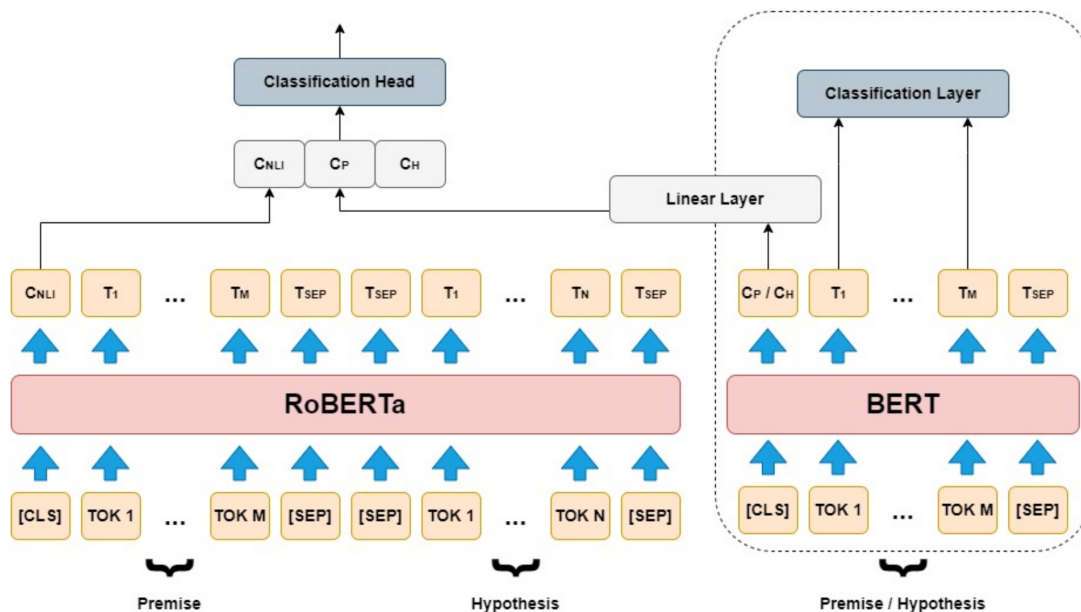 Classification Head
Classification Layer
CNLI CP CH
Linear Layer
CNLI T1 ... TM TSEP TSEP T1 ... TN TSEP
CP / CH T1 ... TM TSEP
RoBERTa
BERT
[CLS] TOK 1 ... TOK M [SEP] [SEP] TOK 1 ... TOK N [SEP]
[CLS] TOK 1 ... TOK M [SEP]
Premise
Hypothesis
Premise / Hypothesis